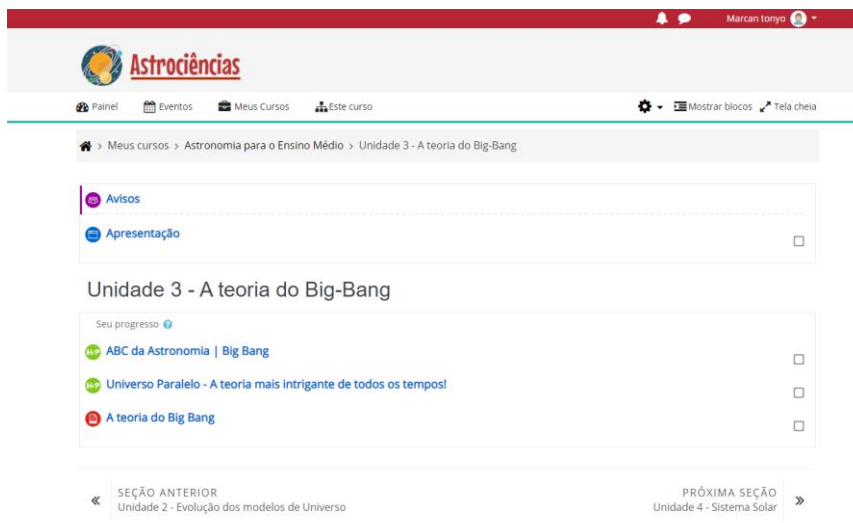 Marcan tonyo
Astrociências
Painel Eventos Meus Cursos Este curso Mostrar blocos Tela cheia
> Meus cursos > Astronomia para o Ensino Médio > Unidade 3 - A teoria do Big-Bang
Avisos
Apresentação
Unidade 3 - A teoria do Big-Bang
Seu progresso ?
H-P ABC da Astronomia | Big Bang
H-P Universo Paralelo - A teoria mais intrigante de todos os tempos!
A teoria do Big Bang
« SEÇÃO ANTERIOR
Unidade 2 - Evolução dos modelos de Universo
PRÓXIMA SEÇÃO »
Unidade 4 - Sistema Solar